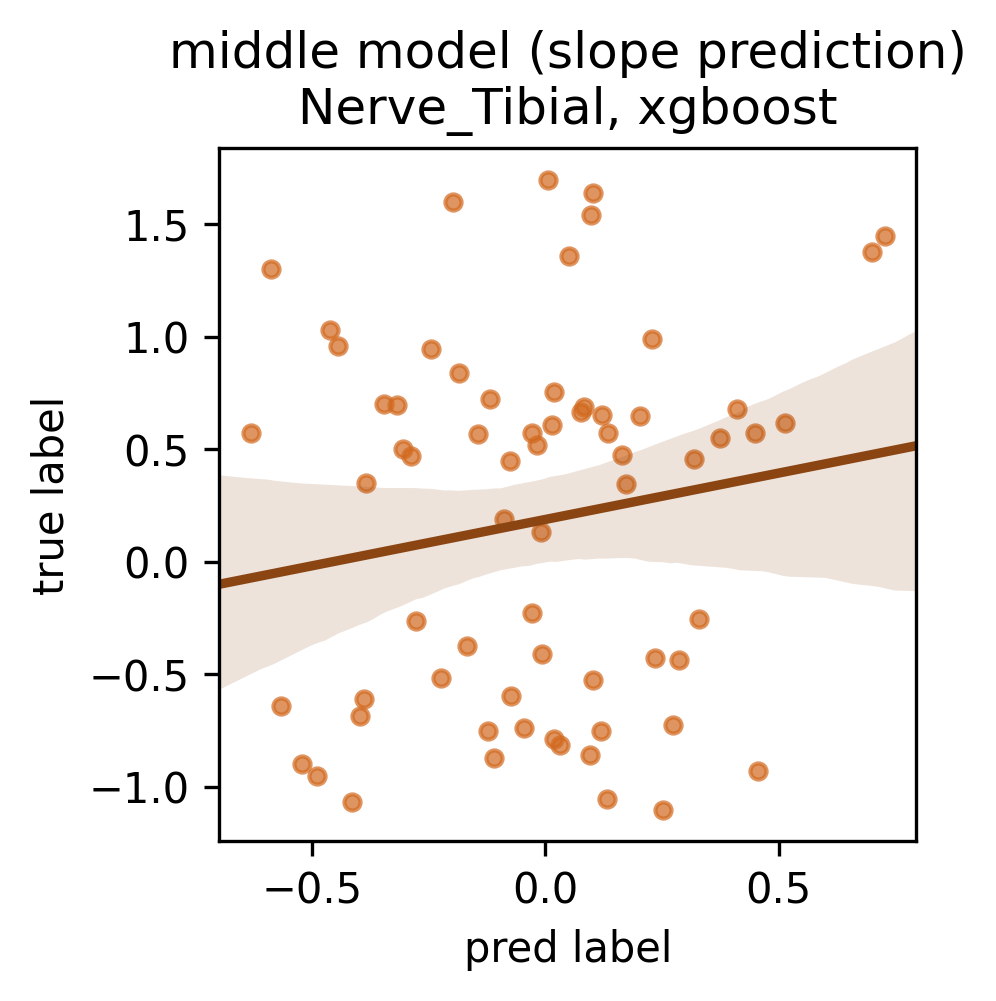 middle model (slope prediction)
Nerve_Tibial, xgboost
1.5
1.0
0.5
0.0
−0.5
−1.0
true label
−0.5 0.0 0.5
pred label